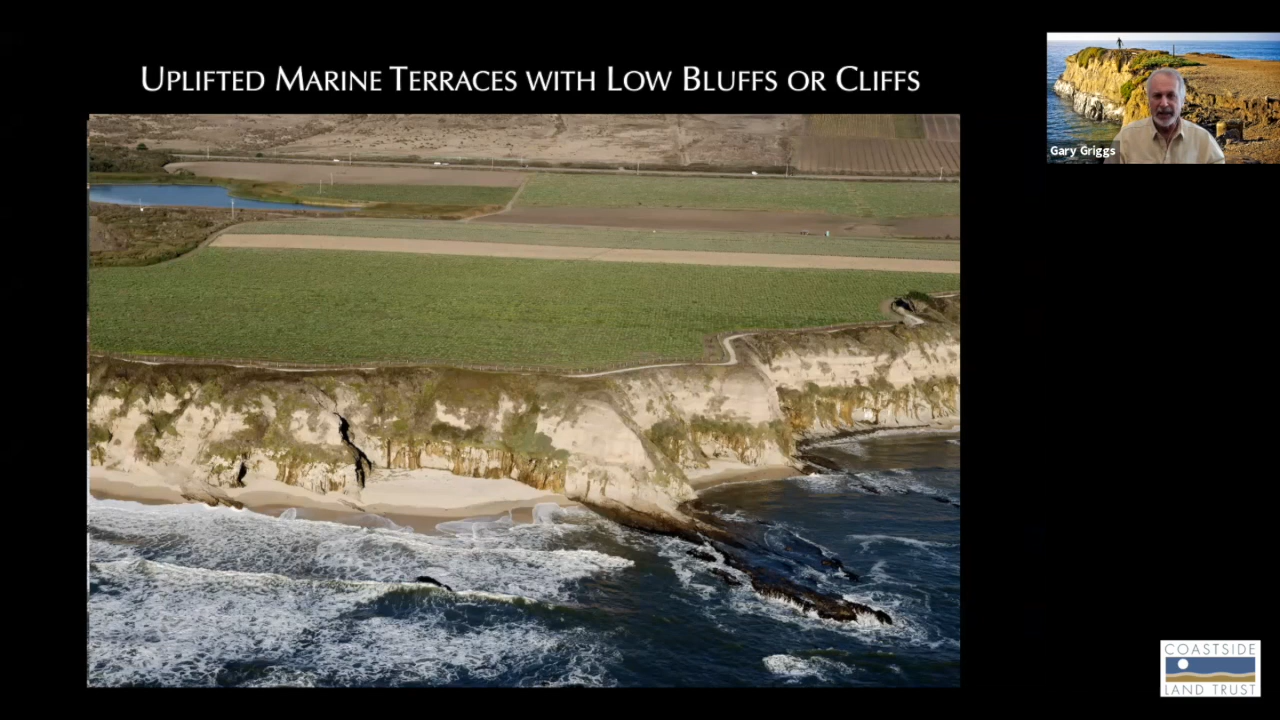 UPLIFTED MARINE TERRACES WITH LOW BLUFFS OR CLIFFS
Gary Griggs
COASTSIDE
LAND TRUST